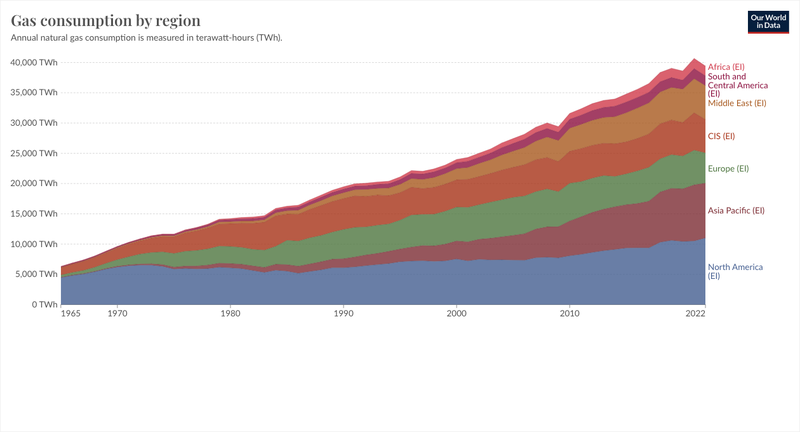 Gas consumption by region
Annual natural gas consumption is measured in terawatt-hours (TWh).
Our World
in Data
40,000 TWh
35,000 TWh
30,000 TWh
25,000 TWh
20,000 TWh
15,000 TWh
10,000 TWh
5,000 TWh
0 TWh
1965
1970
1980
1990
2000
2010
2022
Africa (EI)
South and
Central America
(EI)
Middle East (EI)
CIS (EI)
Europe (EI)
Asia Pacific (EI)
North America
(EI)